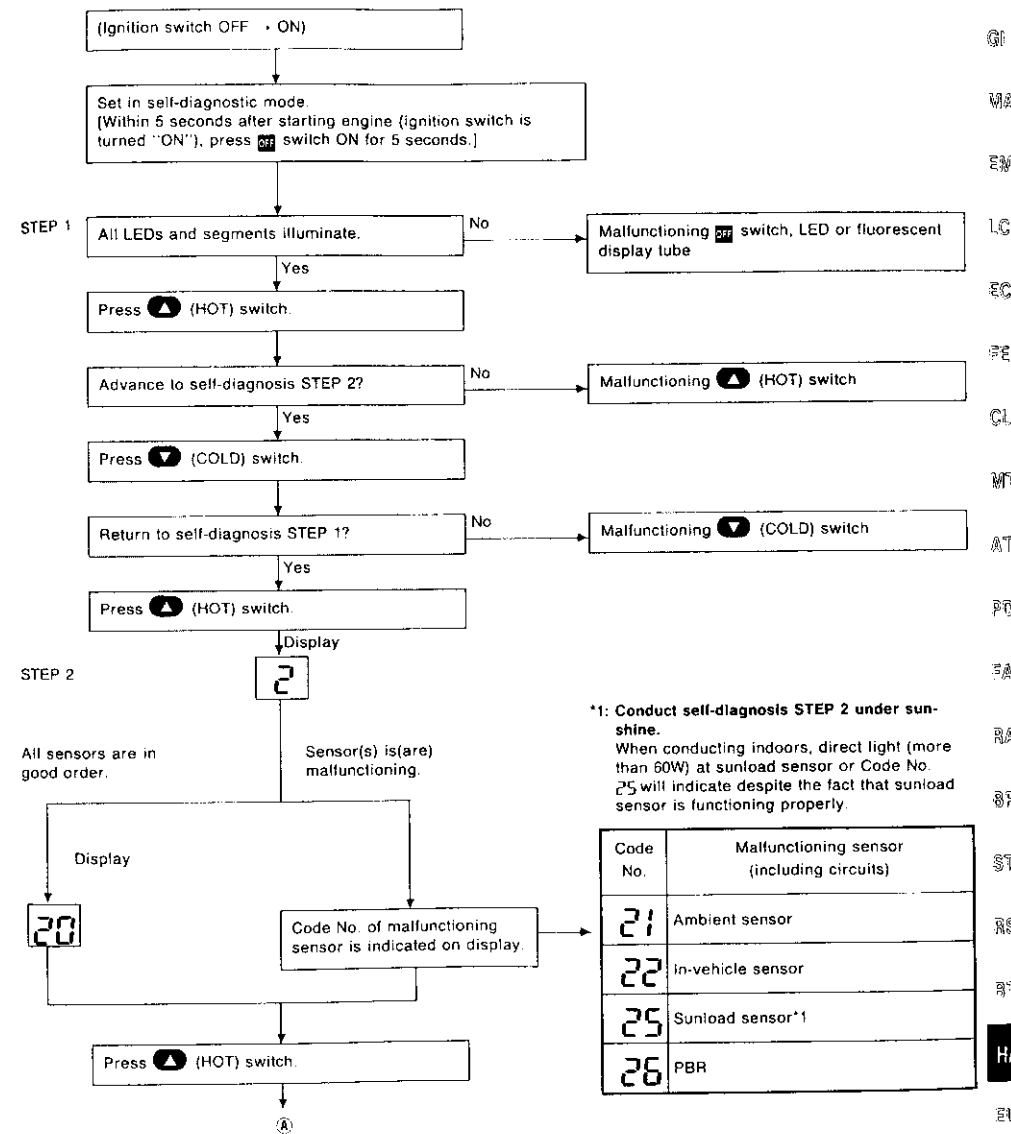 (Ignition switch OFF → ON)
Set in self-diagnostic mode.
[Within 5 seconds after starting engine (ignition switch is
turned "ON"), press OFF switch ON for 5 seconds.]
STEP 1
All LEDs and segments illuminate.
No
Malfunctioning OFF switch, LED or fluorescent
display tube
Yes
Press (HOT) switch.
Advance to self-diagnosis STEP 2?
No
Malfunctioning (HOT) switch
Yes
Press (COLD) switch.
Return to self-diagnosis STEP 1?
No
Malfunctioning (COLD) switch
Yes
Press (HOT) switch.
Display
STEP 2
2
All sensors are in
good order.
Sensor(s) is(are)
malfunctioning.
Display
20
Code No. of malfunctioning
sensor is indicated on display.
*1: Conduct self-diagnosis STEP 2 under sun-
shine.
When conducting indoors, direct light (more
than 60W) at sunload sensor or Code No.
25 will indicate despite the fact that sunload
sensor is functioning properly.
Code
No.
Malfunctioning sensor
(including circuits)
21 Ambient sensor
22 In-vehicle sensor
25 Sunload sensor*1
26 PBR
Press (HOT) switch.
A
GI
MA
EM
LC
EC
FE
CL
MT
AT
PD
FA
RA
ST
RS
BT
HA